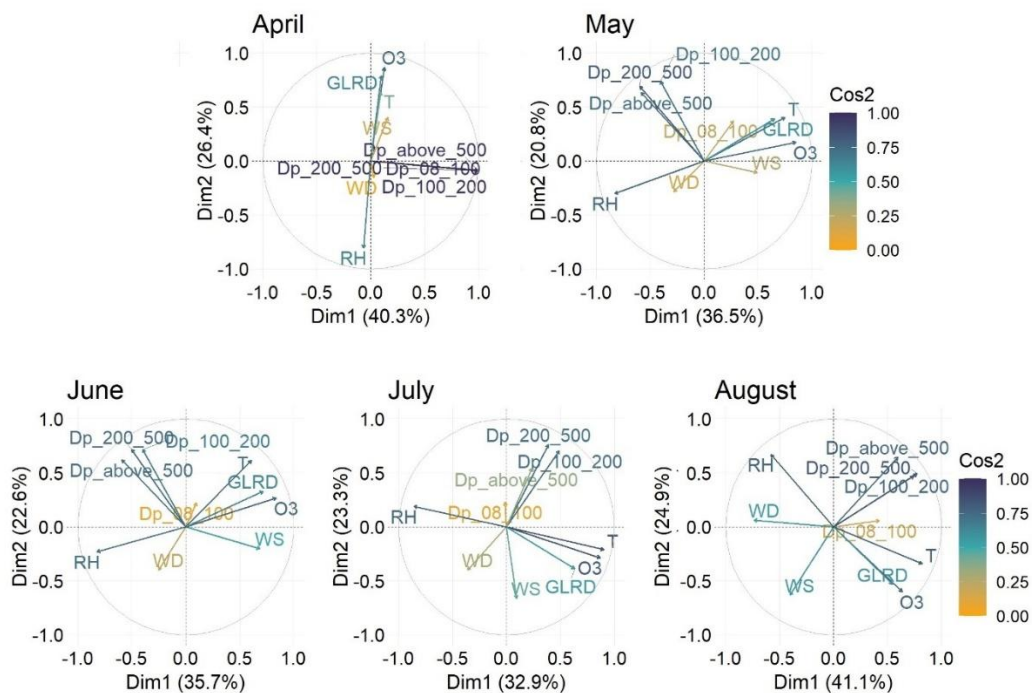 April
1.0
0.5
0.0
-0.5
-1.0
Dim2 (26.4%)
O3
GLRD
T
WS
Dp_above_500
Dp_200_500
Dp_08_100
Dp_100_200
WD
RH
-1.0 -0.5 0.0 0.5 1.0
Dim1 (40.3%)
May
1.0
0.5
0.0
-0.5
-1.0
Dim2 (20.8%)
Dp_100_200
Dp_200_500
Dp_above_500
T
Dp_08_100
GLRD
O3
WS
WD
RH
-1.0 -0.5 0.0 0.5 1.0
Dim1 (36.5%)
Cos2
1.00
0.75
0.50
0.25
0.00
June
1.0
0.5
0.0
-0.5
-1.0
Dim2 (22.6%)
Dp_200_500
Dp_100_200
Dp_above_500
T
GLRD
O3
Dp_08_100
WS
RH
WD
-1.0 -0.5 0.0 0.5 1.0
Dim1 (35.7%)
July
1.0
0.5
0.0
-0.5
-1.0
Dim2 (23.3%)
Dp_200_500
Dp_100_200
Dp_above_500
RH
Dp_08_100
T
O3
WD
WS
GLRD
-1.0 -0.5 0.0 0.5 1.0
Dim1 (32.9%)
August
1.0
0.5
0.0
-0.5
-1.0
Dim2 (24.9%)
Dp_above_500
RH
Dp_200_500
Dp_100_200
WD
Dp_08_100
T
GLRD
WS
O3
-1.0 -0.5 0.0 0.5 1.0
Dim1 (41.1%)
Cos2
1.00
0.75
0.50
0.25
0.00